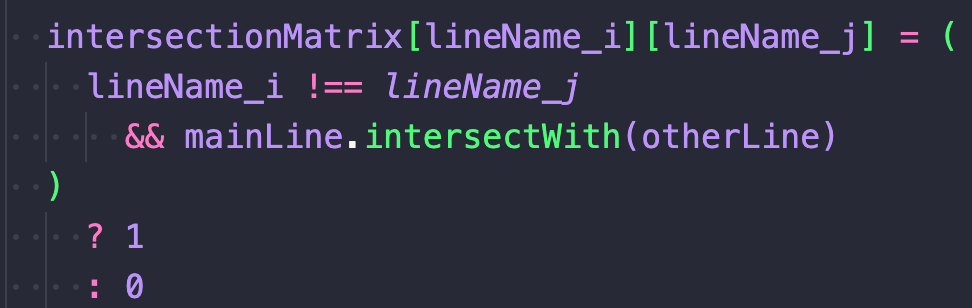 intersectionMatrix[lineName_i][lineName_j] = (
lineName_i !== lineName_j
&& mainLine.intersectWith(otherLine)
)
? 1
: 0